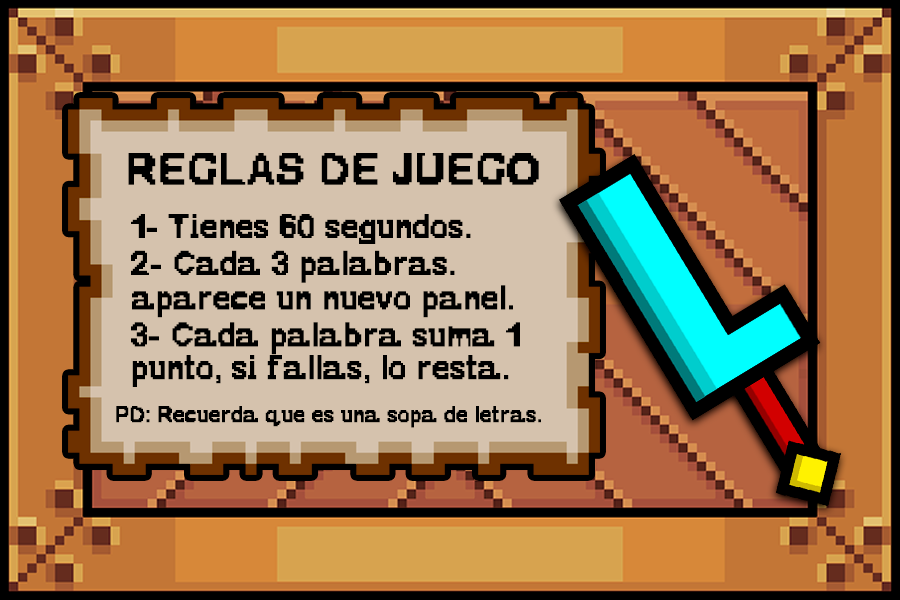 REGLAS DE JUEGO
1- Tienes 60 segundos.
2- Cada 3 palabras.
aparece un nuevo panel.
3- Cada palabra suma 1
punto, si fallas, lo resta.
PD: Recuerda que es una sopa de letras.